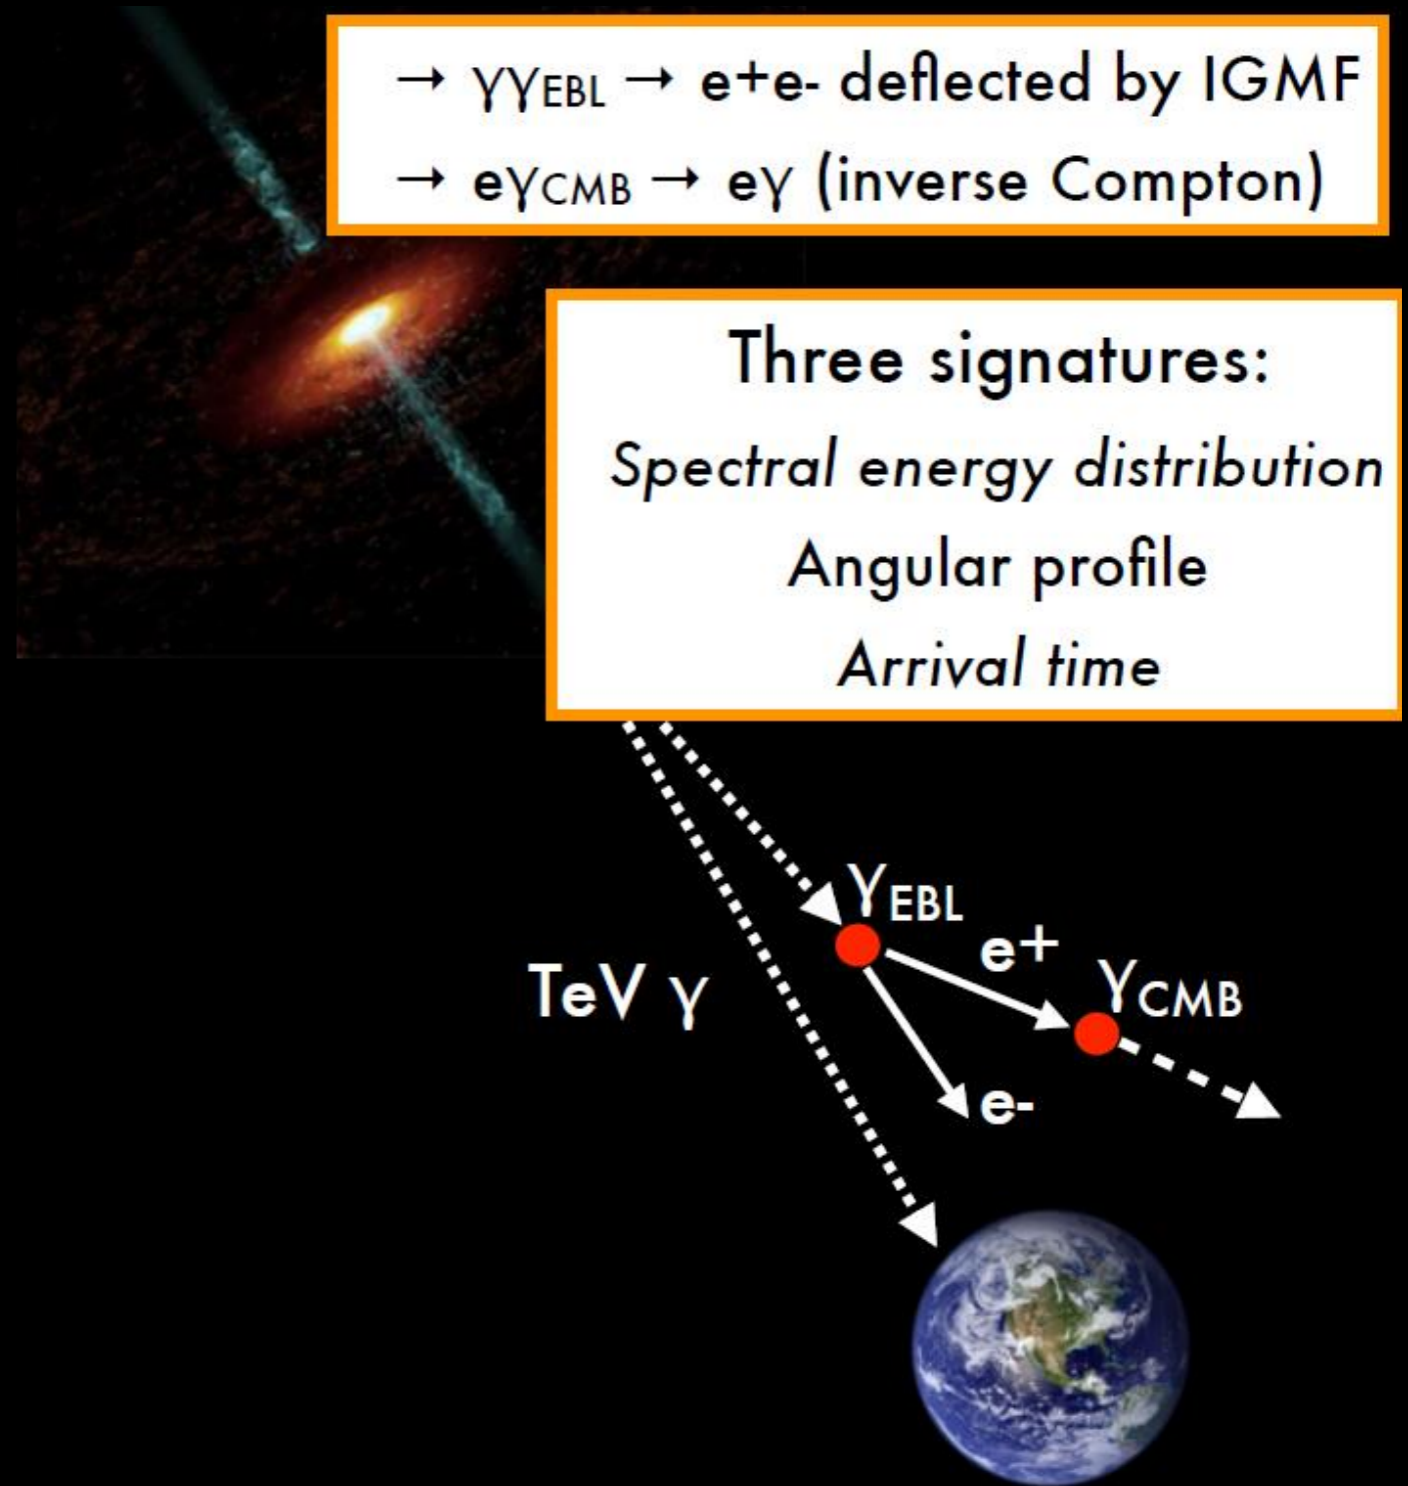 → γγEBL → e+e- deflected by IGMF
→ eγCMB → eγ (inverse Compton)
Three signatures:
Spectral energy distribution
Angular profile
Arrival time
γEBL
e+
γCMB
TeV γ
e-